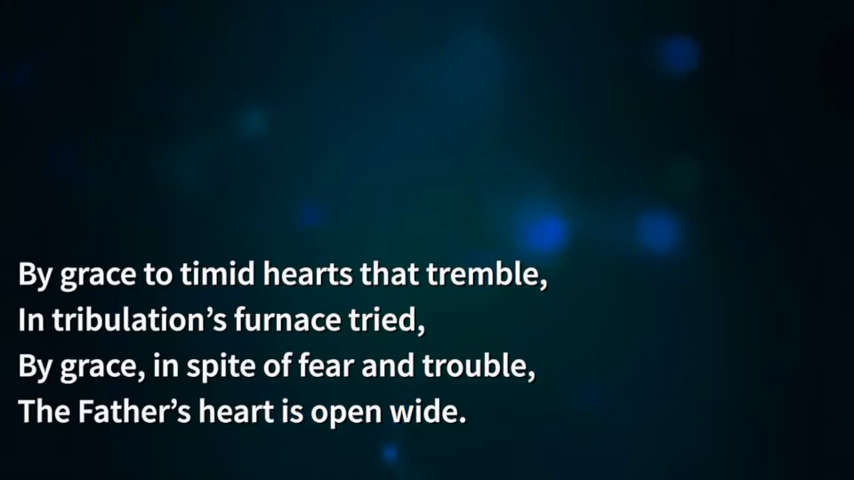 By grace to timid hearts that tremble,
In tribulation’s furnace tried,
By grace, in spite of fear and trouble,
The Father’s heart is open wide.